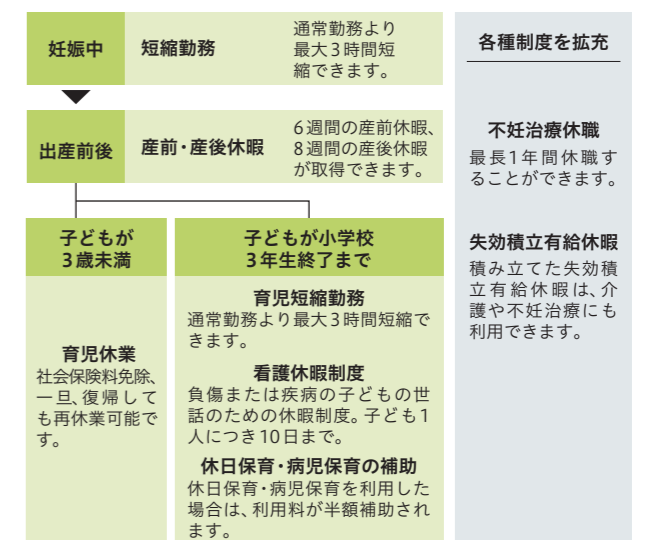 妊娠中
短縮勤務
通常勤務より
最大3時間短
縮できます。
出産前後
産前・産後休暇
6週間の産前休暇、
8週間の産後休暇
が取得できます。
子どもが
3歳未満
育児休業
社会保険料免除、
一旦、復帰して
も再休業可能で
す。
子どもが小学校
3年生終了まで
育児短縮勤務
通常勤務より最大3時間短縮で
きます。
看護休暇制度
負傷または疾病の子どもの世
話のための休暇制度。子ども1
人につき10日まで。
休日保育・病児保育の補助
休日保育・病児保育を利用した
場合は、利用料が半額補助され
ます。
各種制度を拡充
不妊治療休職
最長1年間休職す
ることができます。
失効積立有給休暇
積み立てた失効積
立有給休暇は、介
護や不妊治療にも
利用できます。